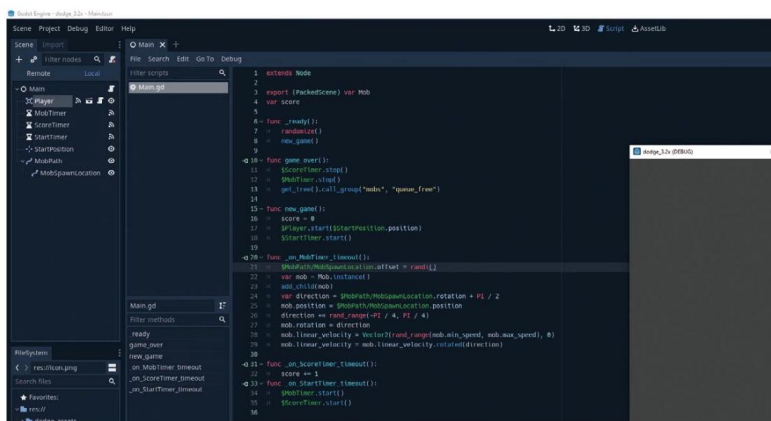 Godot Engine - dodge_3.2x - Main.tscn
Scene Project Debug Editor Help
2D 3D Script AssetLib
Scene Import
Main
Filter nodes
File Search Edit Go To Debug
Remote Local
Filter scripts
Main.gd
Main
Player
MobTimer
ScoreTimer
StartTimer
StartPosition
MobPath
MobSpawnLocation
1 extends Node
2
3 export (PackedScene) var Mob
4 var score
5
6 func _ready():
7 randomize()
8 new_game()
9
10 func game_over():
11 $ScoreTimer.stop()
12 $MobTimer.stop()
13 get_tree().call_group("mobs", "queue_free")
14
15 func new_game():
16 score = 0
17 $Player.start($StartPosition.position)
18 $StartTimer.start()
19
20 func _on_MobTimer_timeout():
21 $MobPath/MobSpawnLocation.offset = randi()
22 var mob = Mob.instance()
23 add_child(mob)
24 var direction = $MobPath/MobSpawnLocation.rotation + PI / 2
25 mob.position = $MobPath/MobSpawnLocation.position
26 direction += rand_range(-PI / 4, PI / 4)
27 mob.rotation = direction
28 mob.linear_velocity = Vector2(rand_range(mob.min_speed, mob.max_speed), 0)
29 mob.linear_velocity = mob.linear_velocity.rotated(direction)
30
31 func _on_ScoreTimer_timeout():
32 score += 1
33 func _on_StartTimer_timeout():
34 $MobTimer.start()
35 $ScoreTimer.start()
36
dodge_3.2x (DEBUG)
Main.gd
Filter methods
_ready
game_over
new_game
_on_MobTimer_timeout
_on_ScoreTimer_timeout
_on_StartTimer_timeout
FileSystem
res://icon.png
Search files
Favorites:
res://
dodge_assets